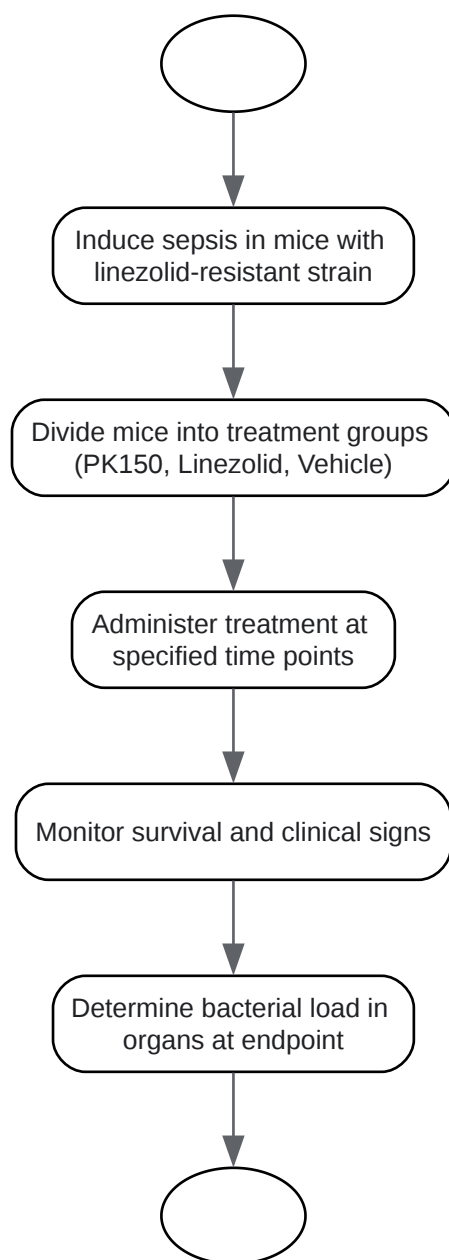 Induce sepsis in mice with
linezolid-resistant strain
Divide mice into treatment groups
(PK150, Linezolid, Vehicle)
Administer treatment at
specified time points
Monitor survival and clinical signs
Determine bacterial load in
organs at endpoint